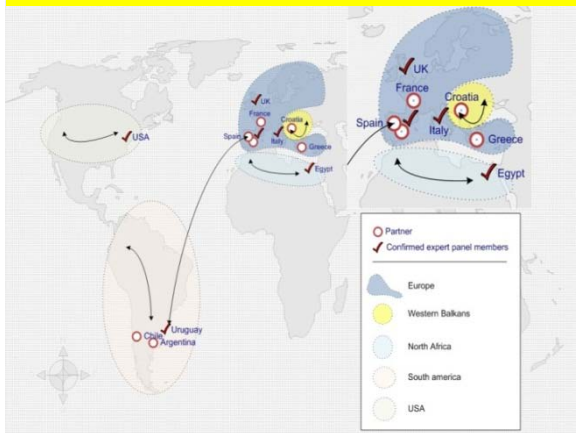 USA
UK
France
Croatia
Spain
Italy
Greece
Egypt
Chile
Uruguay
Argentina
UK
France
Croatia
Spain
Italy
Greece
Egypt
Partner
Confirmed expert panel members
Europe
Western Balkans
North Africa
South america
USA